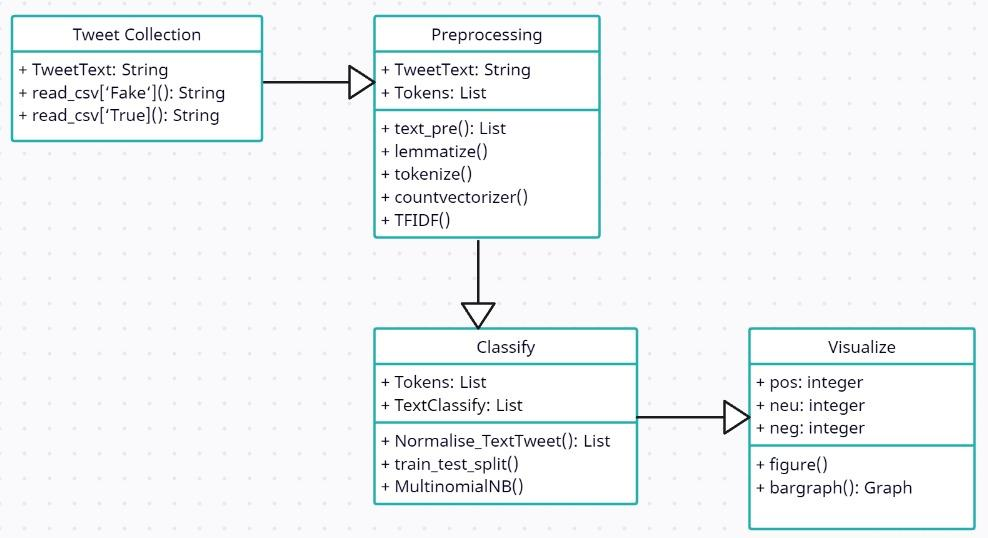 Tweet Collection
+ TweetText: String
+ read_csv[‘Fake‘](): String
+ read_csv[‘True](): String
Preprocessing
+ TweetText: String
+ Tokens: List
+ text_pre(): List
+ lemmatize()
+ tokenize()
+ countvectorizer()
+ TFIDF()
Classify
+ Tokens: List
+ TextClassify: List
+ Normalise_TextTweet(): List
+ train_test_split()
+ MultinomialNB()
Visualize
+ pos: integer
+ neu: integer
+ neg: integer
+ figure()
+ bargraph(): Graph